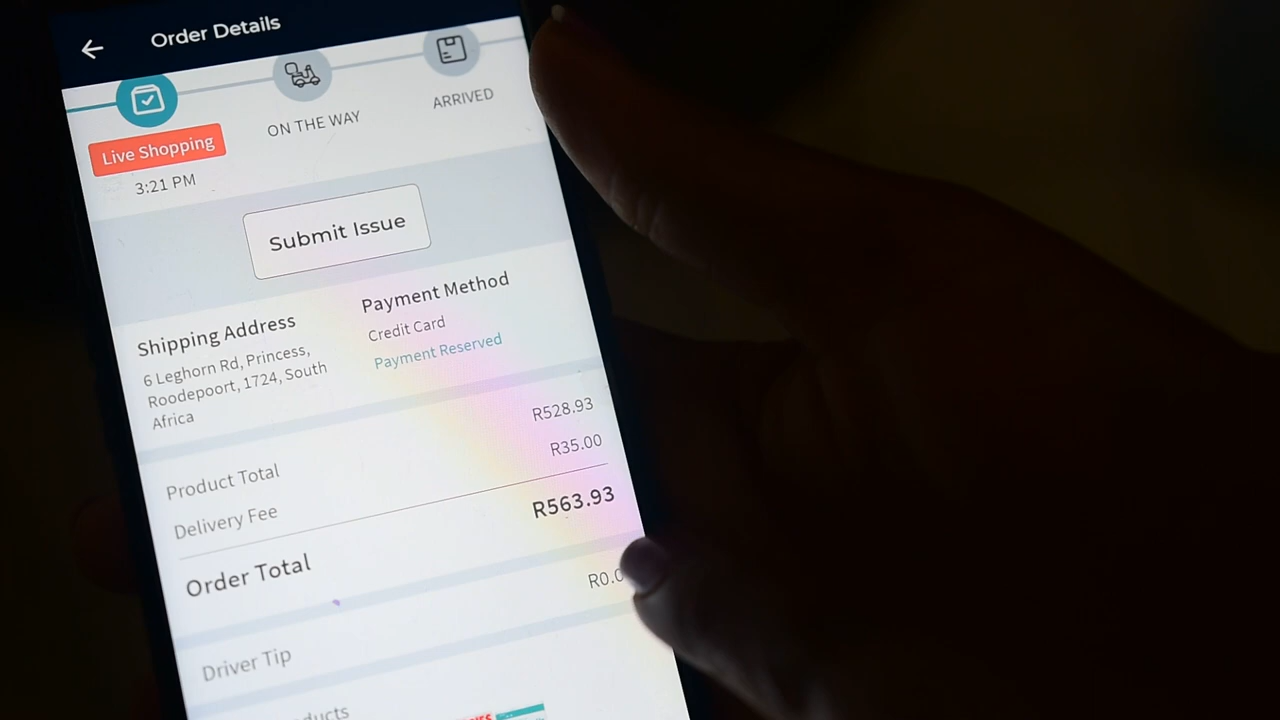 Order Details
ON THE WAY
ARRIVED
Live Shopping
3:21 PM
Submit Issue
Shipping Address
6 Leghorn Rd, Princess,
Roodepoort, 1724, South
Africa
Payment Method
Credit Card
Payment Reserved
Product Total R528.93
Delivery Fee R35.00
Order Total R563.93
Driver Tip